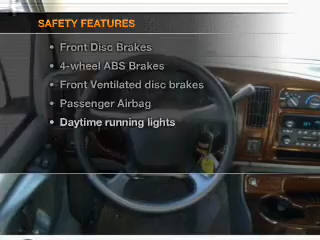 SAFETY FEATURES
• Front Disc Brakes
• 4-wheel ABS Brakes
• Front Ventilated disc brakes
• Passenger Airbag
• Daytime running lights